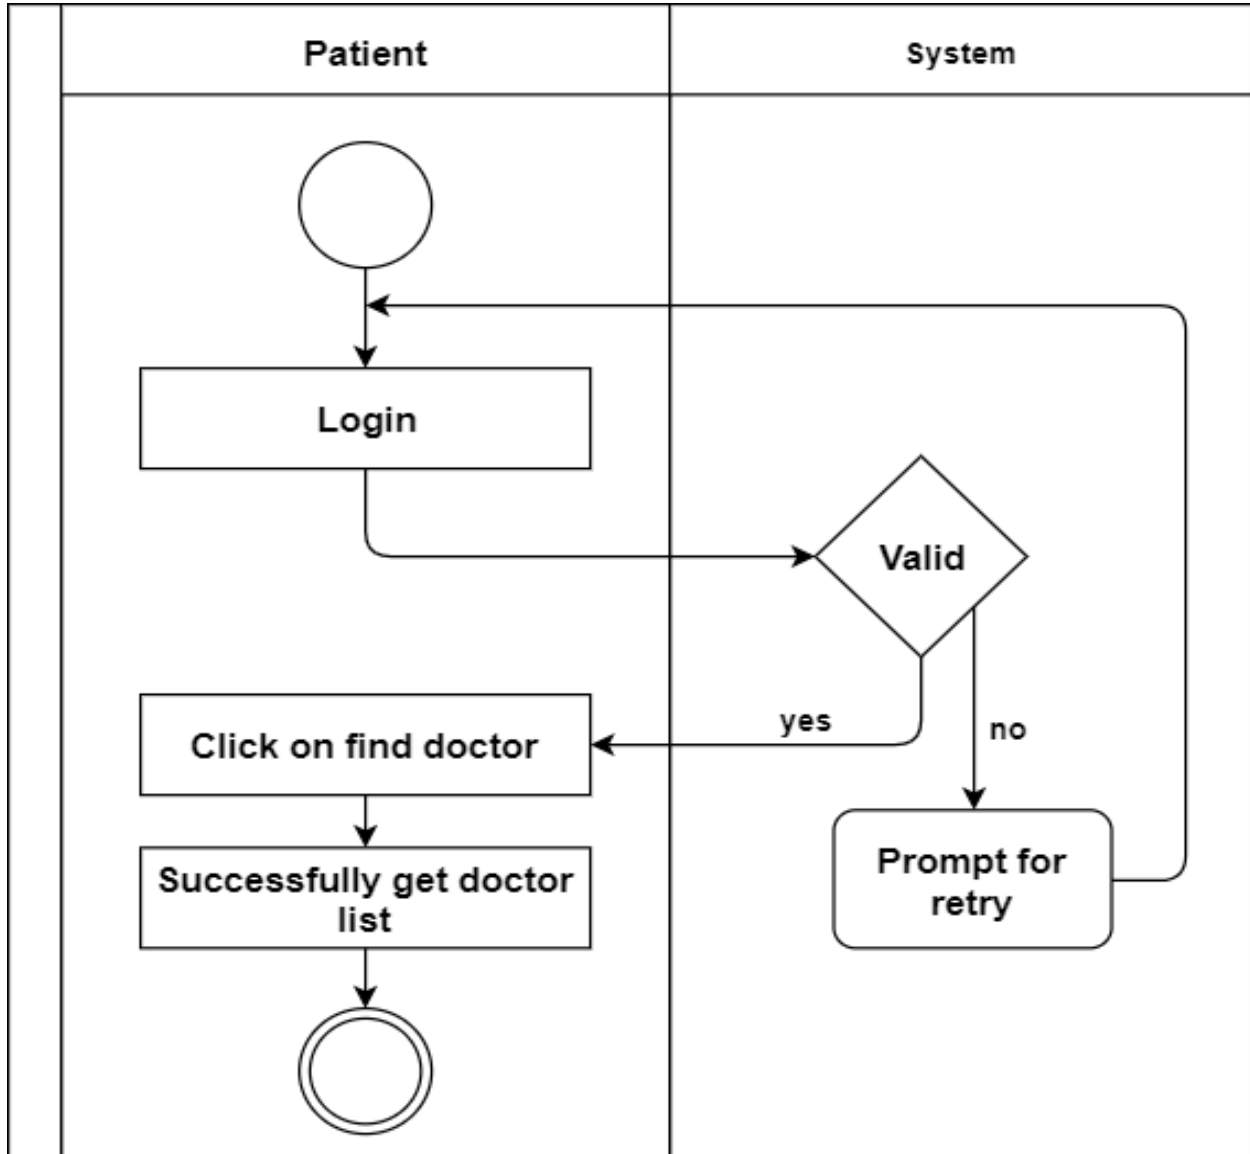 Patient
System
Login
Valid
yes
no
Click on find doctor
Successfully get doctor
list
Prompt for
retry